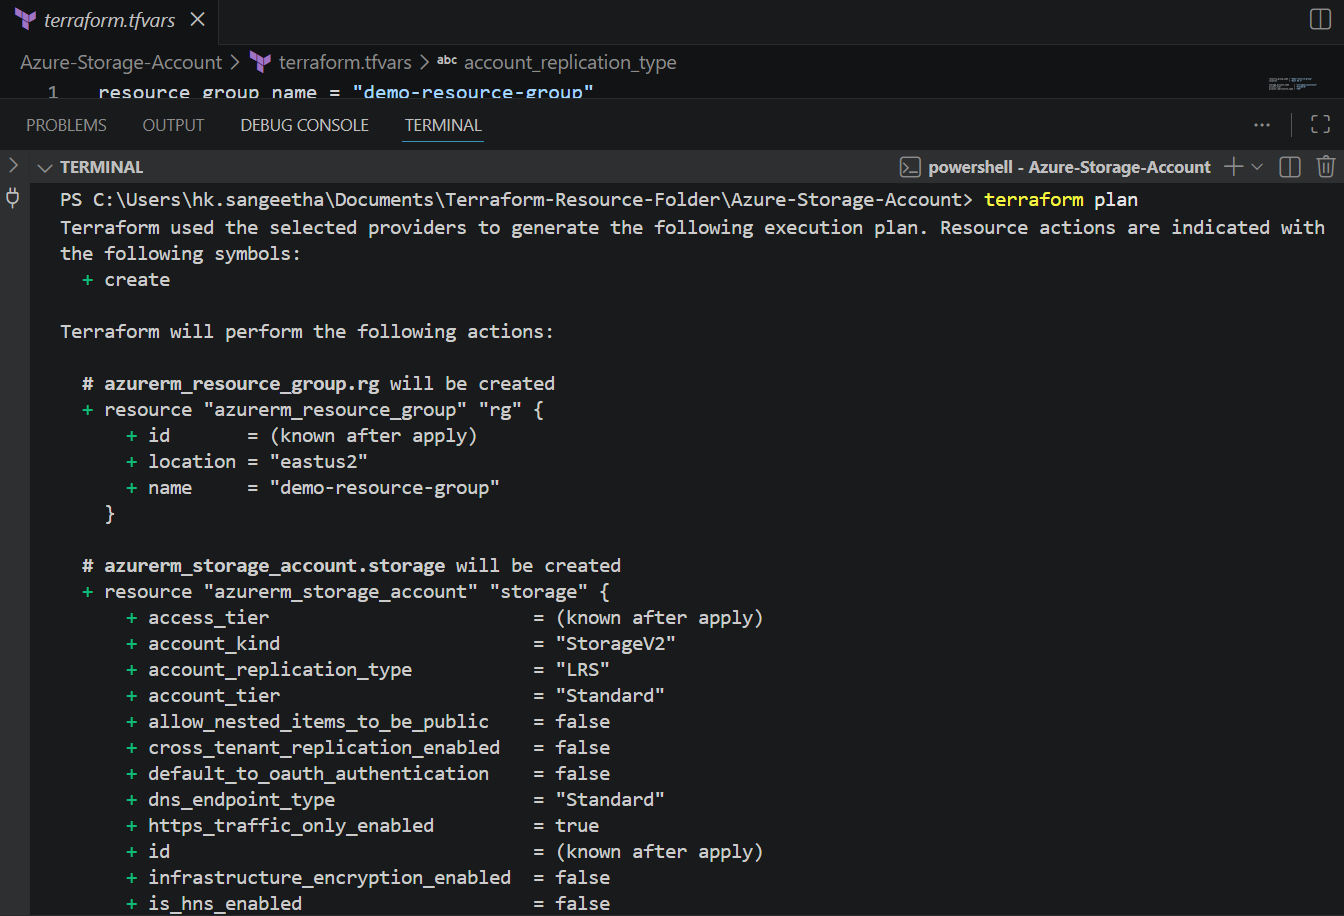 terraform.tfvars
Azure-Storage-Account > terraform.tfvars > abc account_replication_type
1 resource_group_name = "demo-resource-group"
PROBLEMS OUTPUT DEBUG CONSOLE TERMINAL
TERMINAL powershell - Azure-Storage-Account
PS C:\Users\hk.sangeetha\Documents\Terraform-Resource-Folder\Azure-Storage-Account> terraform plan
Terraform used the selected providers to generate the following execution plan. Resource actions are indicated with
the following symbols:
+ create
Terraform will perform the following actions:
# azurerm_resource_group.rg will be created
+ resource "azurerm_resource_group" "rg" {
+ id = (known after apply)
+ location = "eastus2"
+ name = "demo-resource-group"
}
# azurerm_storage_account.storage will be created
+ resource "azurerm_storage_account" "storage" {
+ access_tier = (known after apply)
+ account_kind = "StorageV2"
+ account_replication_type = "LRS"
+ account_tier = "Standard"
+ allow_nested_items_to_be_public = false
+ cross_tenant_replication_enabled = false
+ default_to_oauth_authentication = false
+ dns_endpoint_type = "Standard"
+ https_traffic_only_enabled = true
+ id = (known after apply)
+ infrastructure_encryption_enabled = false
+ is_hns_enabled = false